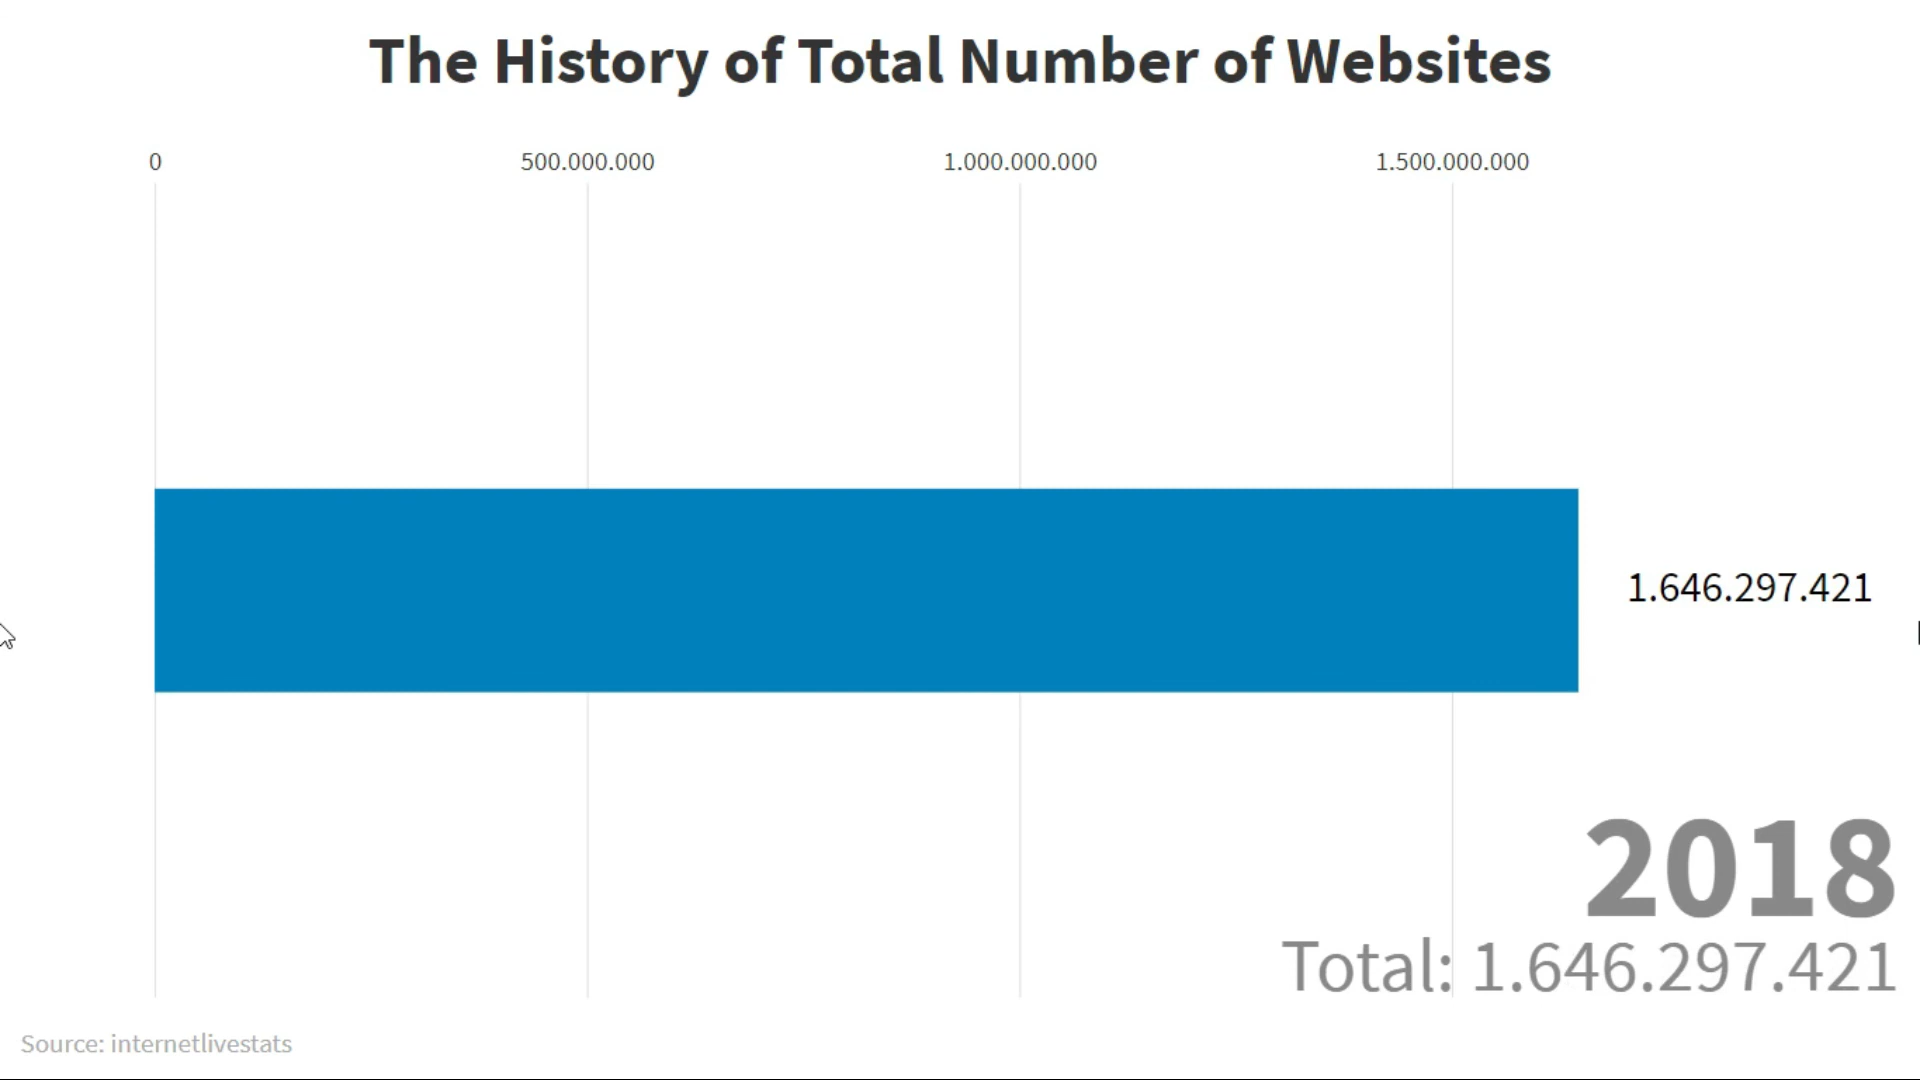 The History of Total Number of Websites
0 500.000.000 1.000.000.000 1.500.000.000
1.646.297.421
2018
Total: 1.646.297.421
Source: internetlivestats